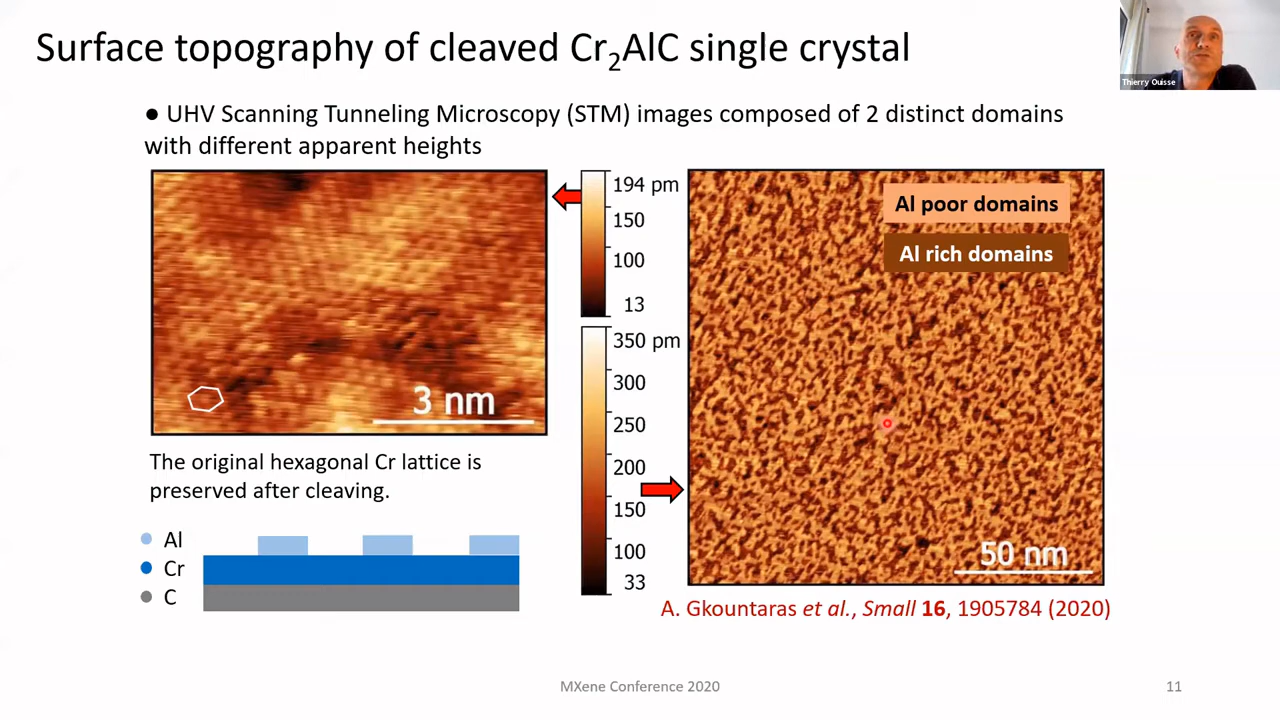 Surface topography of cleaved Cr₂AlC single crystal
Thierry Ouisse
● UHV Scanning Tunneling Microscopy (STM) images composed of 2 distinct domains
with different apparent heights
194 pm
150
100
13
3 nm
350 pm
300
250
200
150
100
33
Al poor domains
Al rich domains
50 nm
The original hexagonal Cr lattice is
preserved after cleaving.
Al
Cr
C
A. Gkountaras et al., Small 16, 1905784 (2020)
MXene Conference 2020
11